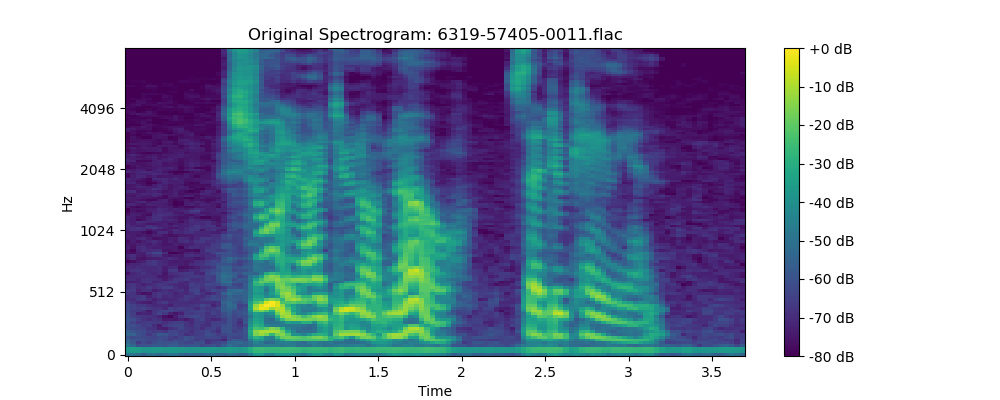 Original Spectrogram: 6319-57405-0011.flac
Hz
4096
2048
1024
512
0
0
0.5
1
1.5
2
2.5
3
3.5
Time
+0 dB
-10 dB
-20 dB
-30 dB
-40 dB
-50 dB
-60 dB
-70 dB
-80 dB